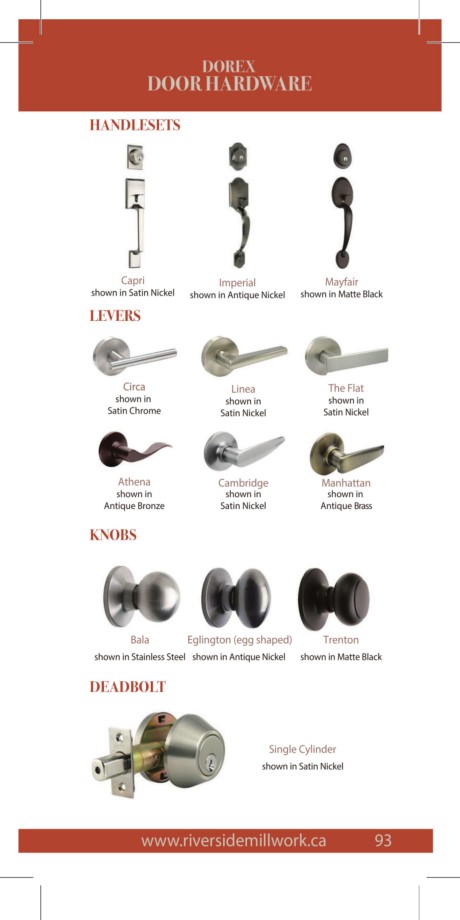 DOREX
DOOR HARDWARE
HANDLESETS
Capri
shown in Satin Nickel
Imperial
shown in Antique Nickel
Mayfair
shown in Matte Black
LEVERS
Circa
shown in
Satin Chrome
Linea
shown in
Satin Nickel
The Flat
shown in
Satin Nickel
Athena
shown in
Antique Bronze
Cambridge
shown in
Satin Nickel
Manhattan
shown in
Antique Brass
KNOBS
Bala
shown in Stainless Steel
Eglington (egg shaped)
shown in Antique Nickel
Trenton
shown in Matte Black
DEADBOLT
Single Cylinder
shown in Satin Nickel
www.riversidemillwork.ca 93